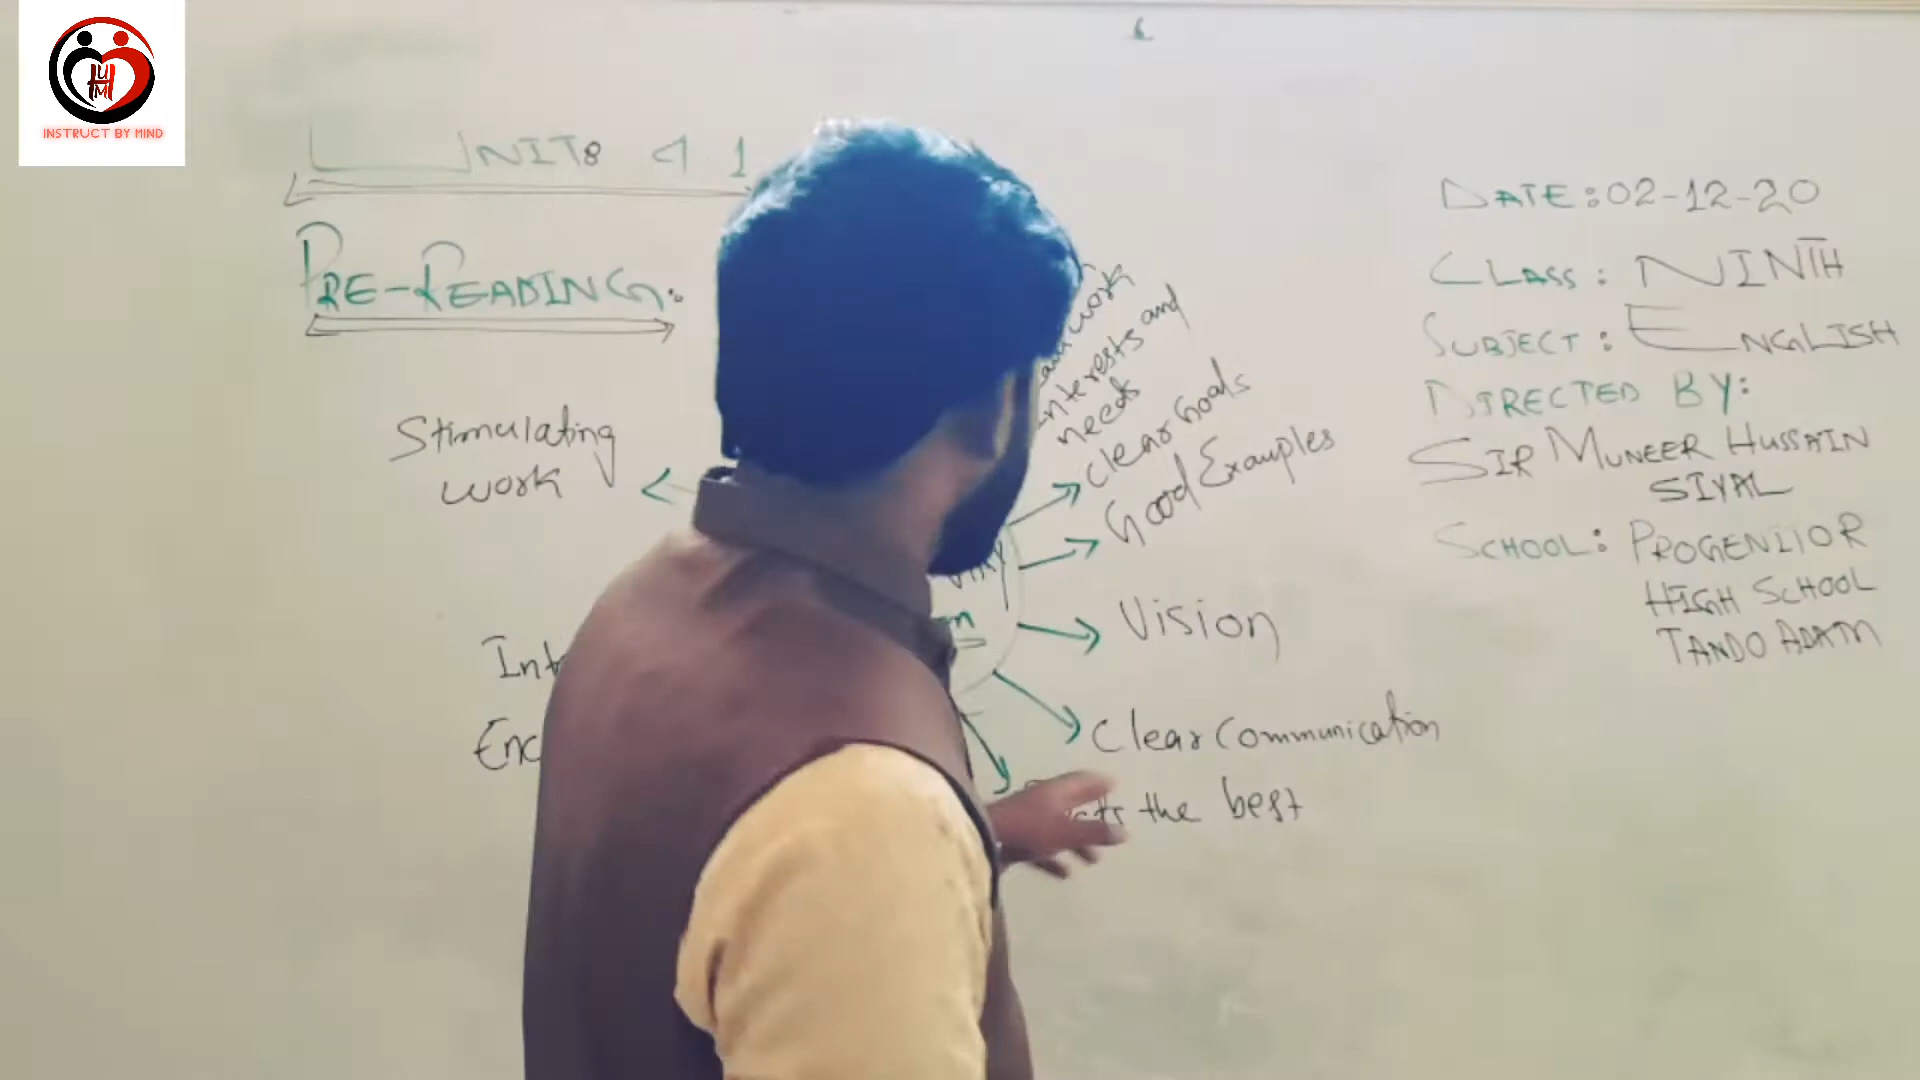 INSTRUCT BY MIND
UNIT: 4 1
PRE-READING:
Stimulating
work
interests and
needs
Clear Goals
Good Examples
Vision
Clear Communication
the best
DATE: 02-12-20
CLASS: NINTH
SUBJECT: ENGLISH
DIRECTED BY:
SIR MUNEER HUSSAIN
SIYAL
SCHOOL: PROGENITOR
HIGH SCHOOL
TANDO ADAM